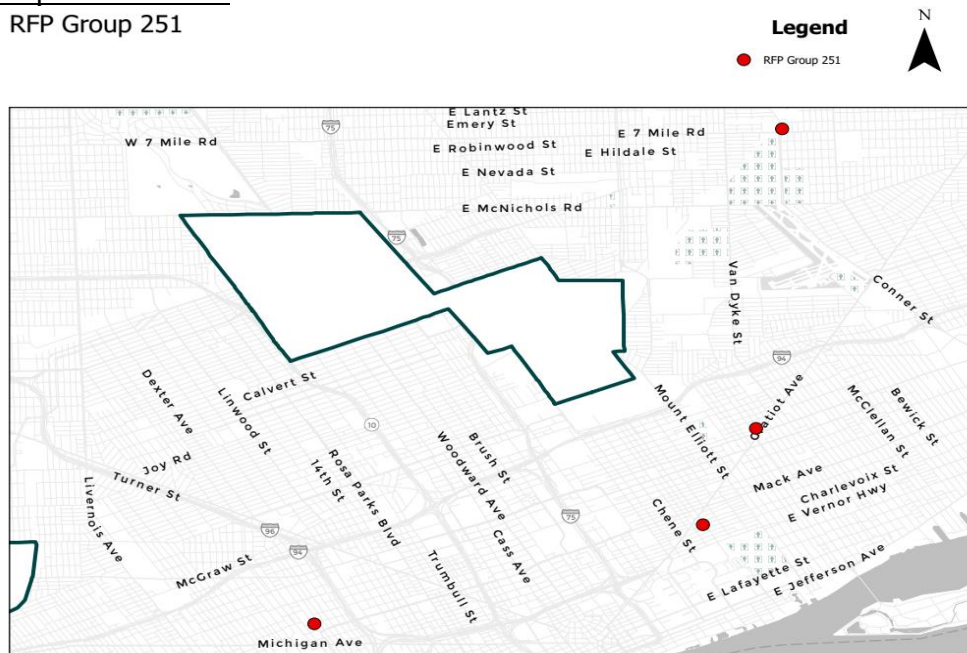 RFP Group 251
N
Legend
RFP Group 251
E Lantz St
Emery St
75
W 7 Mile Rd
E 7 Mile Rd
E Robinwood St
E Hildale St
E Nevada St
E McNichols Rd
75
Van Dyke St
Conner St
94
Calvert St
Dexter Ave
Linwood St
10
Mount Elliott St
McClellan St
Bewick St
Joy Rd
Turner St
Livernois Ave
Rosa Parks Blvd
14th St
Woodward Ave
Brush St
Cass Ave
Mack Ave
Charlevoix St
E Vernor Hwy
75
Chene St
96
94
McGraw St
Trumbull St
E Lafayette St
E Jefferson Ave
Michigan Ave